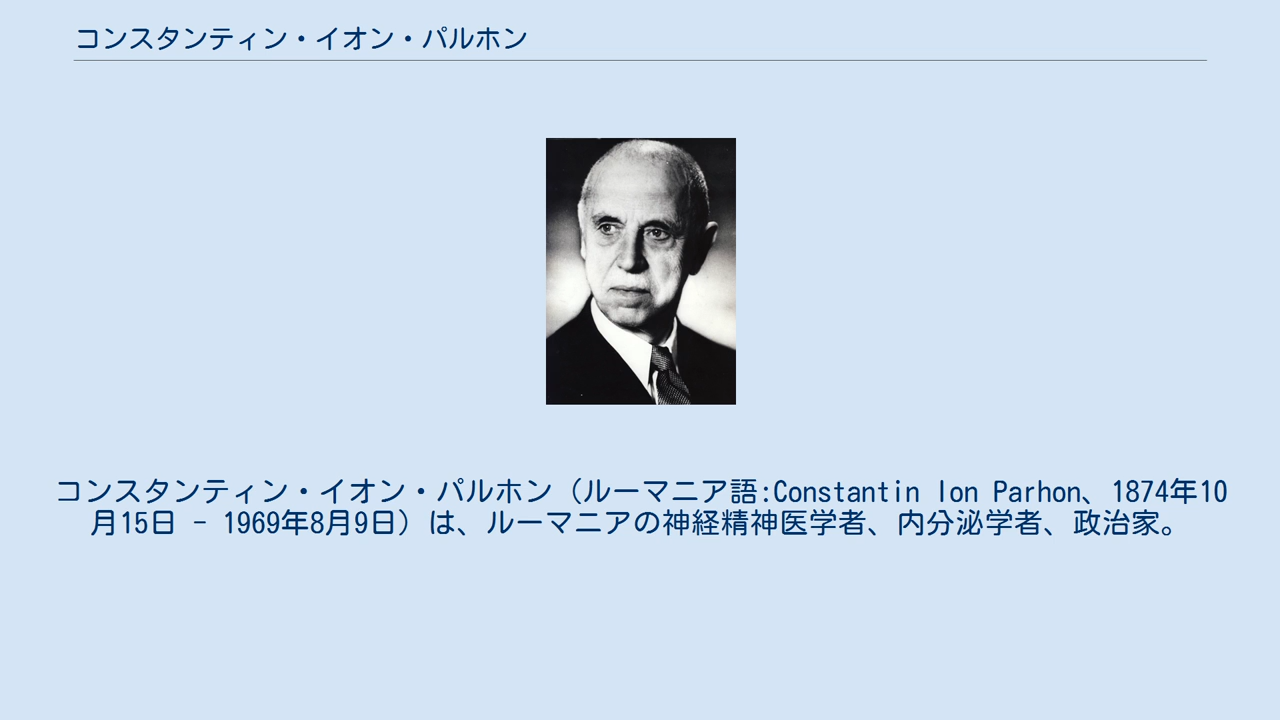 コンスタンティン・イオン・パルホン
コンスタンティン・イオン・パルホン（ルーマニア語:Constantin Ion Parhon、1874年10
月15日 - 1969年8月9日）は、ルーマニアの神経精神医学者、内分泌学者、政治家。